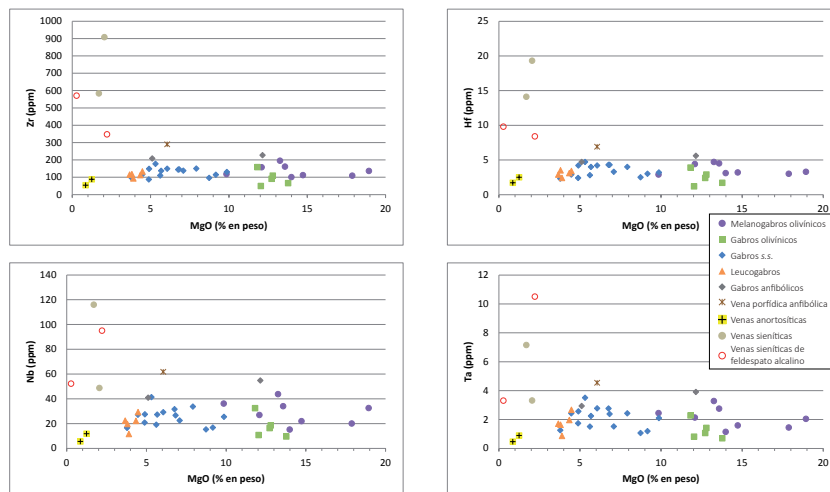 1000
900
800
700
600
500
400
300
200
100
0
Zr (ppm)
0 5 10 15 20
MgO (% en peso)
25
20
15
10
5
0
Hf (ppm)
0 5 10 15 20
MgO (% en peso)
140
120
100
80
60
40
20
0
Nb (ppm)
0 5 10 15 20
MgO (% en peso)
12
10
8
6
4
2
0
Ta (ppm)
0 5 10 15 20
MgO (% en peso)
Melanogabros olivínicos
Gabros olivínicos
Gabros s.s.
Leucogabros
Gabros anfibólicos
Vena porfídica anfibólica
Venas anortosíticas
Venas sieníticas
Venas sieníticas de
feldespato alcalino